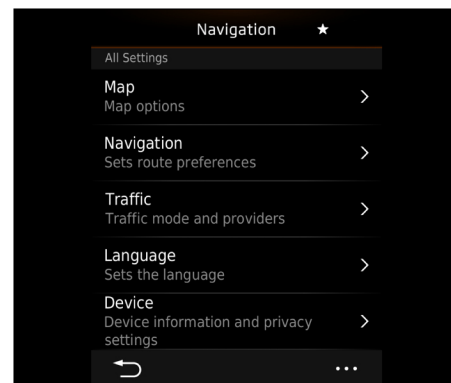 Navigation
All Settings
Map
Map options
Navigation
Sets route preferences
Traffic
Traffic mode and providers
Language
Sets the language
Device
Device information and privacy
settings